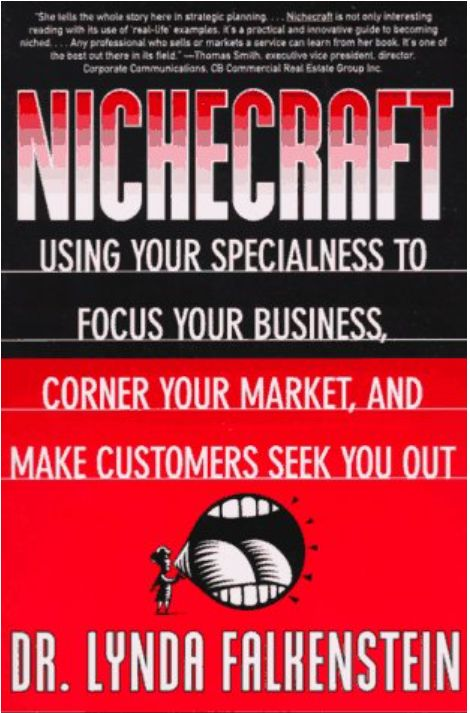 "She tells the whole story here in strategic planning. . . . Nichecraft is not only interesting
reading with its use of 'real-life' examples, it's a practical and innovative guide to becoming
niched. . . . Any professional who sells or markets a service can learn from her book. It's one of
the best out there in its field." —Thomas Smith, executive vice president, director,
Corporate Communications, CB Commercial Real Estate Group Inc.
NICHECRAFT
USING YOUR SPECIALNESS TO
FOCUS YOUR BUSINESS,
CORNER YOUR MARKET, AND
MAKE CUSTOMERS SEEK YOU OUT
DR. LYNDA FALKENSTEIN